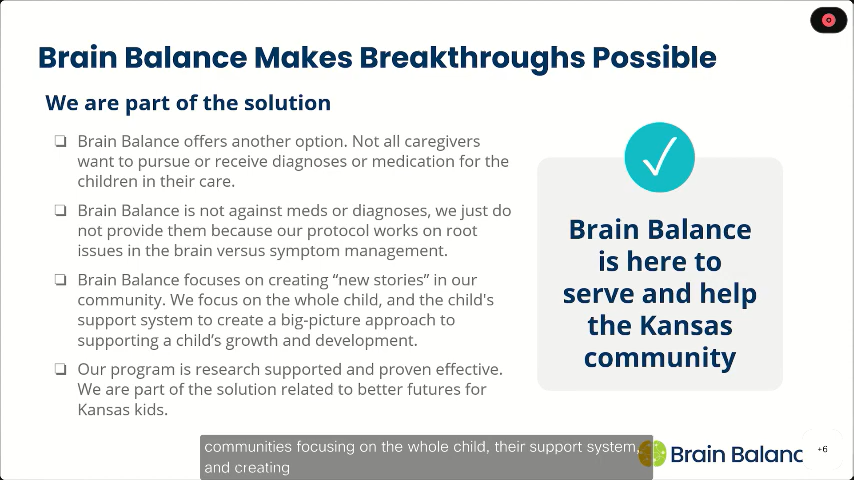 Brain Balance Makes Breakthroughs Possible
We are part of the solution
Brain Balance offers another option. Not all caregivers
want to pursue or receive diagnoses or medication for the
children in their care.
Brain Balance is not against meds or diagnoses, we just do
not provide them because our protocol works on root
issues in the brain versus symptom management.
Brain Balance focuses on creating “new stories” in our
community. We focus on the whole child, and the child's
support system to create a big-picture approach to
supporting a child’s growth and development.
Our program is research supported and proven effective.
We are part of the solution related to better futures for
Kansas kids.
Brain Balance
is here to
serve and help
the Kansas
community
communities focusing on the whole child, their support system,
and creating
Brain Balanc
+6